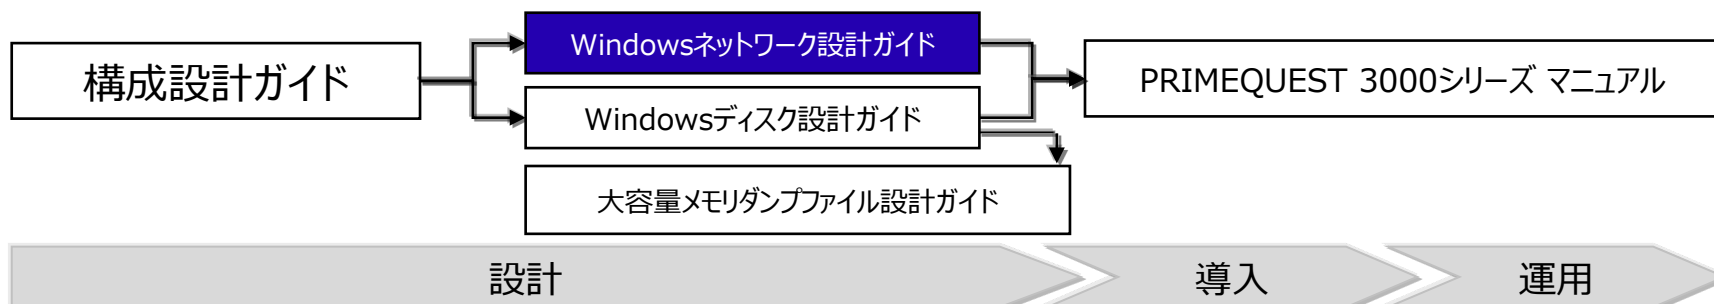 構成設計ガイド
Windowsネットワーク設計ガイド
Windowsディスク設計ガイド
大容量メモリダンプファイル設計ガイド
PRIMEQUEST 3000シリーズ マニュアル
設計
導入
運用